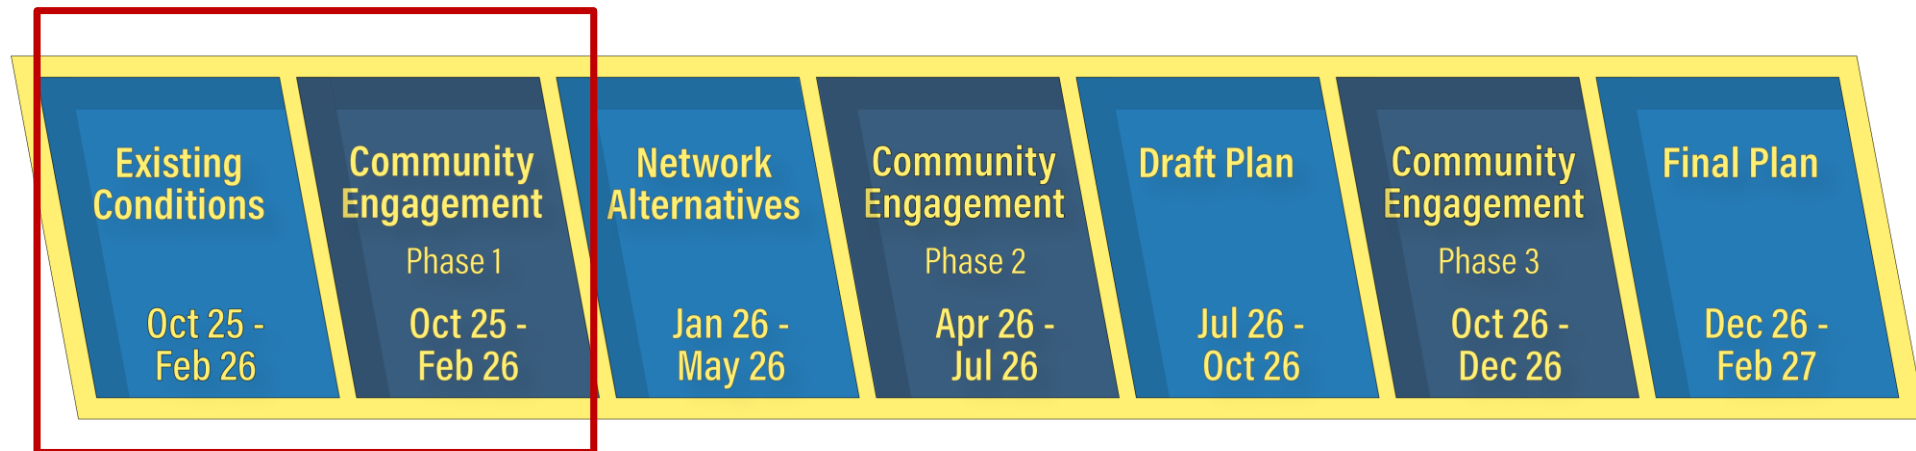 Existing
Conditions
Oct 25 -
Feb 26
Community
Engagement
Phase 1
Oct 25 -
Feb 26
Network
Alternatives
Jan 26 -
May 26
Community
Engagement
Phase 2
Apr 26 -
Jul 26
Draft Plan
Jul 26 -
Oct 26
Community
Engagement
Phase 3
Oct 26 -
Dec 26
Final Plan
Dec 26 -
Feb 27